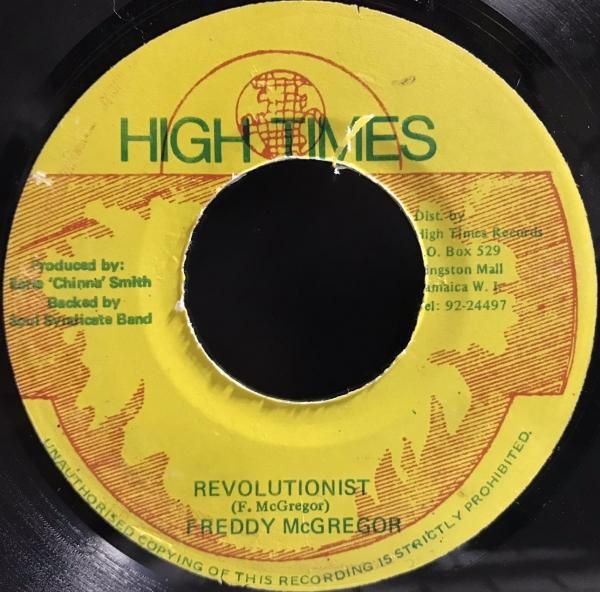 HIGH TIMES
Dist. by
High Times Records
P.O. Box 529
Kingston Mall
Jamaica W. I.
Tel: 92-24497
Produced by:
Earle 'Chinna' Smith
Backed by
Soul Syndicate Band
REVOLUTIONIST
(F. McGregor)
FREDDY McGREGOR
UNAUTHORISED COPYING OF THIS RECORDING IS STRICTLY PROHIBITED.